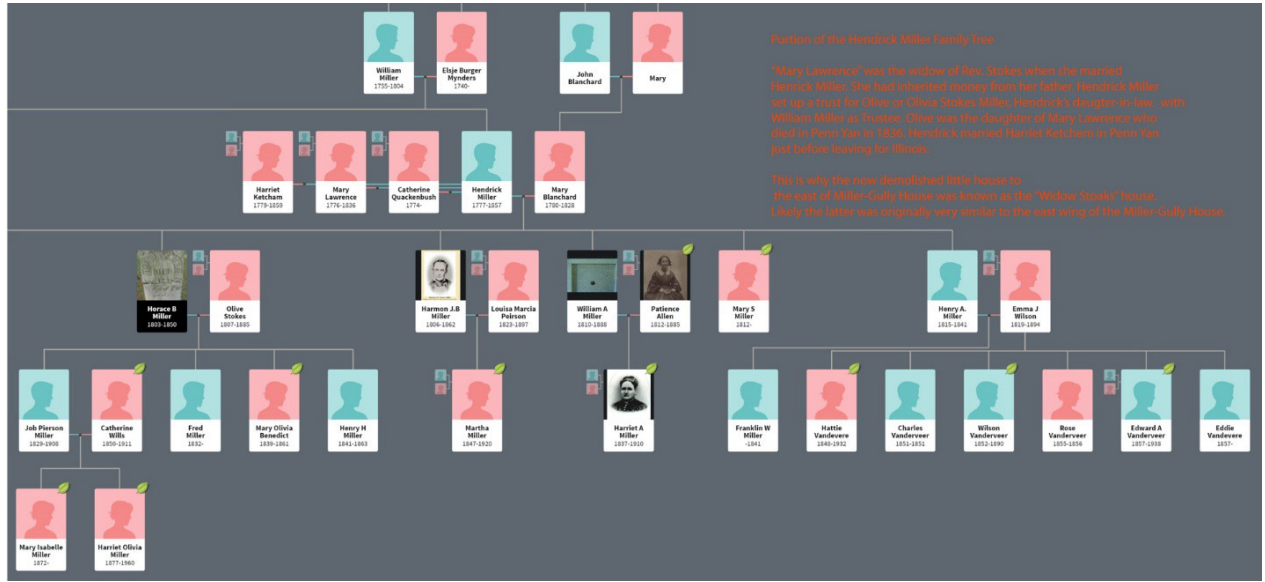 William
Miller
1755-1804
Elsje Burger
Mynders
1740-
John
Blanchard
Mary
Portion of the Hendrick Miller Family Tree
"Mary Lawrence" was the widow of Rev. Stokes when she married
Henrick Miller. She had inherited money from her father, Hendrick Miller
set up a trust for Olive or Olivia Stokes Miller, Hendrick's daugter-in-law with
William Miller as Trustee. Olive was the daughter of Mary Lawrence who
died in Penn Yan in 1836. Hendrick married Harriet Ketchem in Penn Yan
just before leaving for Illinois.
This is why the now demolished little house to
the east of Miller-Gully House was known as the "Widow Stoaks" house.
Likely the latter was originally very similar to the east wing of the Miller-Gully House
Harriet
Ketcham
1779-1859
Mary
Lawrence
1776-1836
Catherine
Quackenbush
1774-
Hendrick
Miller
1777-1857
Mary
Blanchard
1780-1828
Horace B
Miller
1803-1850
Olive
Stokes
1807-1885
Harmon J.B
Miller
1806-1862
Louisa Marcia
Peirson
1823-1897
William A
Miller
1810-1888
Patience
Allen
1812-1885
Mary S
Miller
1812-
Henry A.
Miller
1815-1841
Emma J
Wilson
1819-1894
Job Pierson
Miller
1829-1908
Catherine
Wills
1850-1911
Fred
Miller
1832-
Mary Olivia
Benedict
1839-1861
Henry H
Miller
1841-1863
Martha
Miller
1847-1920
Harriet A
Miller
1837-1910
Franklin W
Miller
-1841
Hattie
Vandevere
1848-1932
Charles
Vanderveer
1851-1851
Wilson
Vanderveer
1852-1890
Rose
Vanderveer
1855-1856
Edward A
Vanderveer
1857-1938
Eddie
Vandevere
1857-
Mary Isabelle
Miller
1872-
Harriet Olivia
Miller
1877-1960